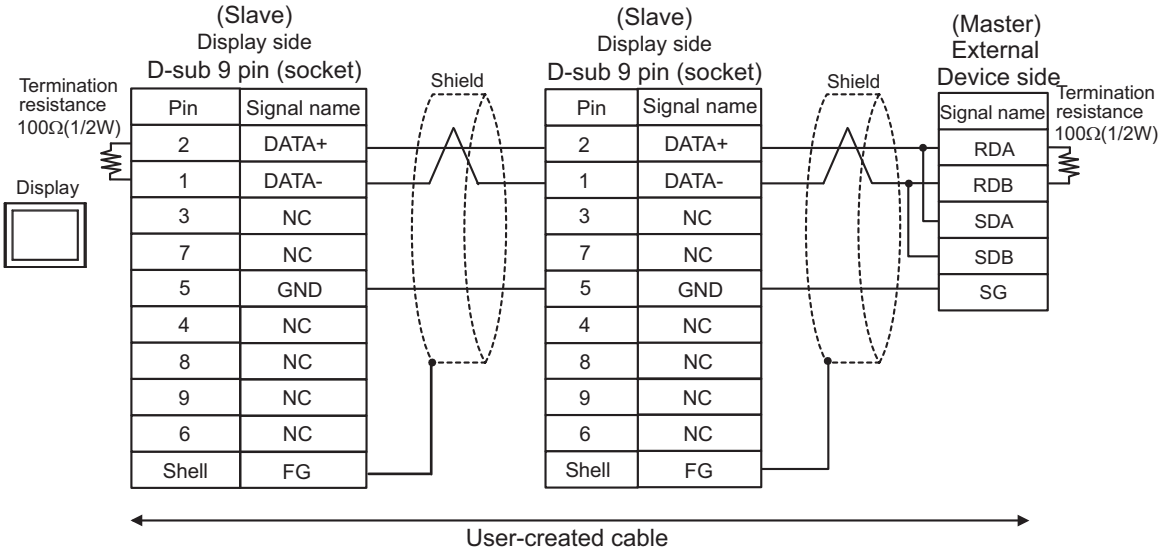 (Slave)
Display side
D-sub 9 pin (socket)
(Slave)
Display side
D-sub 9 pin (socket)
(Master)
External
Device side
Termination
resistance
100Ω(1/2W)
Display
Shield
Shield
Termination
resistance
100Ω(1/2W)
Pin Signal name
2 DATA+
1 DATA-
3 NC
7 NC
5 GND
4 NC
8 NC
9 NC
6 NC
Shell FG
Pin Signal name
2 DATA+
1 DATA-
3 NC
7 NC
5 GND
4 NC
8 NC
9 NC
6 NC
Shell FG
Signal name
RDA
RDB
SDA
SDB
SG
User-created cable